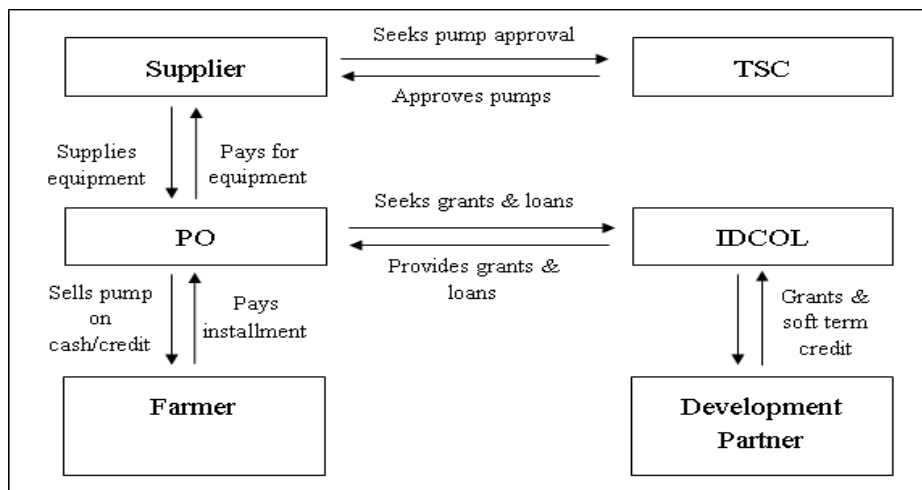 Seeks pump approval
Supplier
TSC
Approves pumps
Supplies
equipment
Pays for
equipment
Seeks grants & loans
PO
IDCOL
Provides grants &
loans
Sells pump
on
cash/credit
Pays
installment
Grants &
soft term
credit
Farmer
Development
Partner